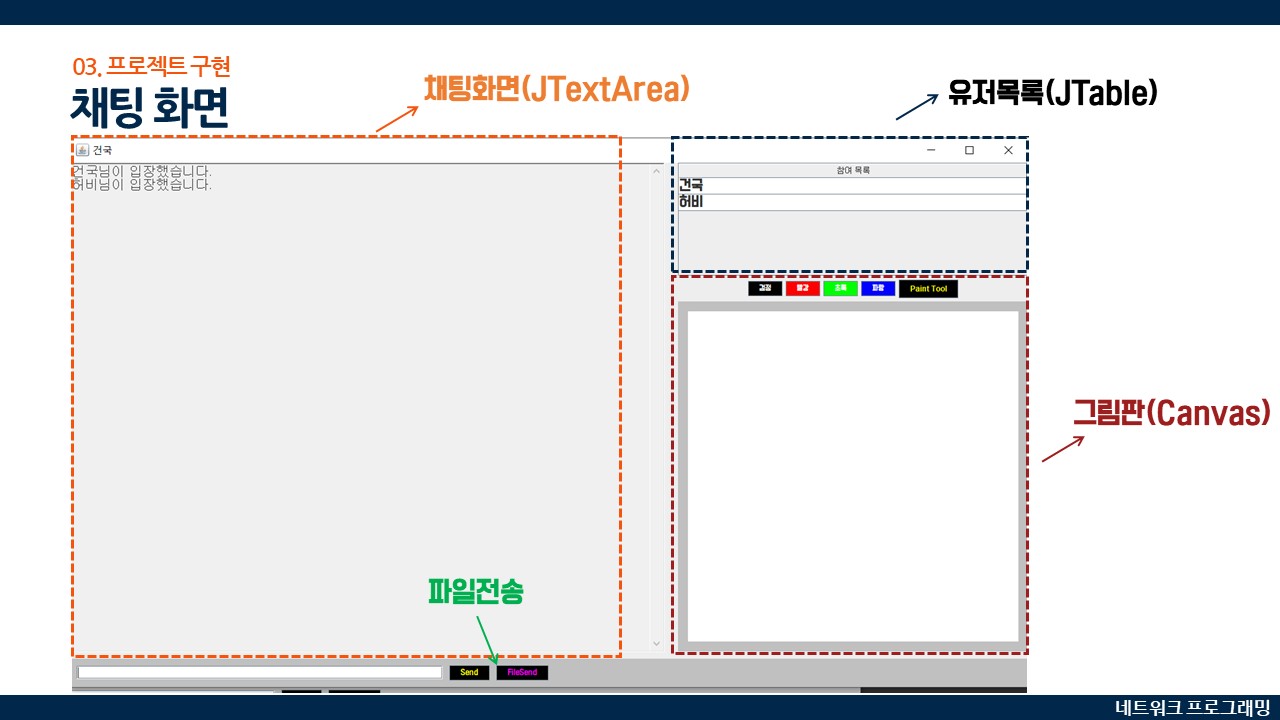 03. 프로젝트 구현
채팅 화면
채팅화면(JTextArea)
유저목록(JTable)
건국
건국님이 입장했습니다.
허비님이 입장했습니다.
참여 목록
건국
허비
검정 빨강 초록 파랑 Paint Tool
그림판(Canvas)
파일전송
Send FileSend
네트워크 프로그래밍